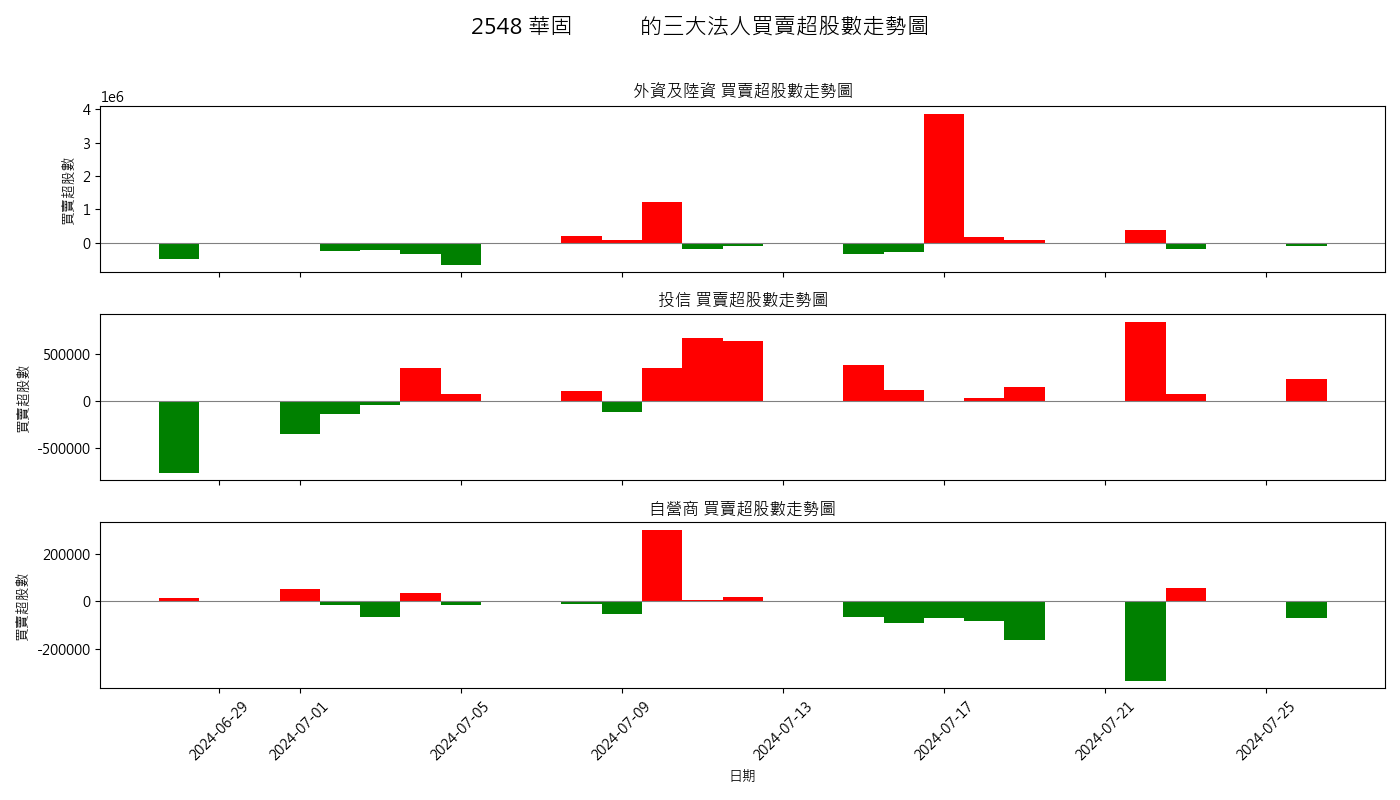 2548 華固 的三大法人買賣超股數走勢圖
外資及陸資 買賣超股數走勢圖
1e6
4
3
2
1
0
買賣超股數
投信 買賣超股數走勢圖
500000
0
-500000
買賣超股數
自營商 買賣超股數走勢圖
200000
0
-200000
買賣超股數
2024-06-29
2024-07-01
2024-07-05
2024-07-09
2024-07-13
2024-07-17
2024-07-21
2024-07-25
日期